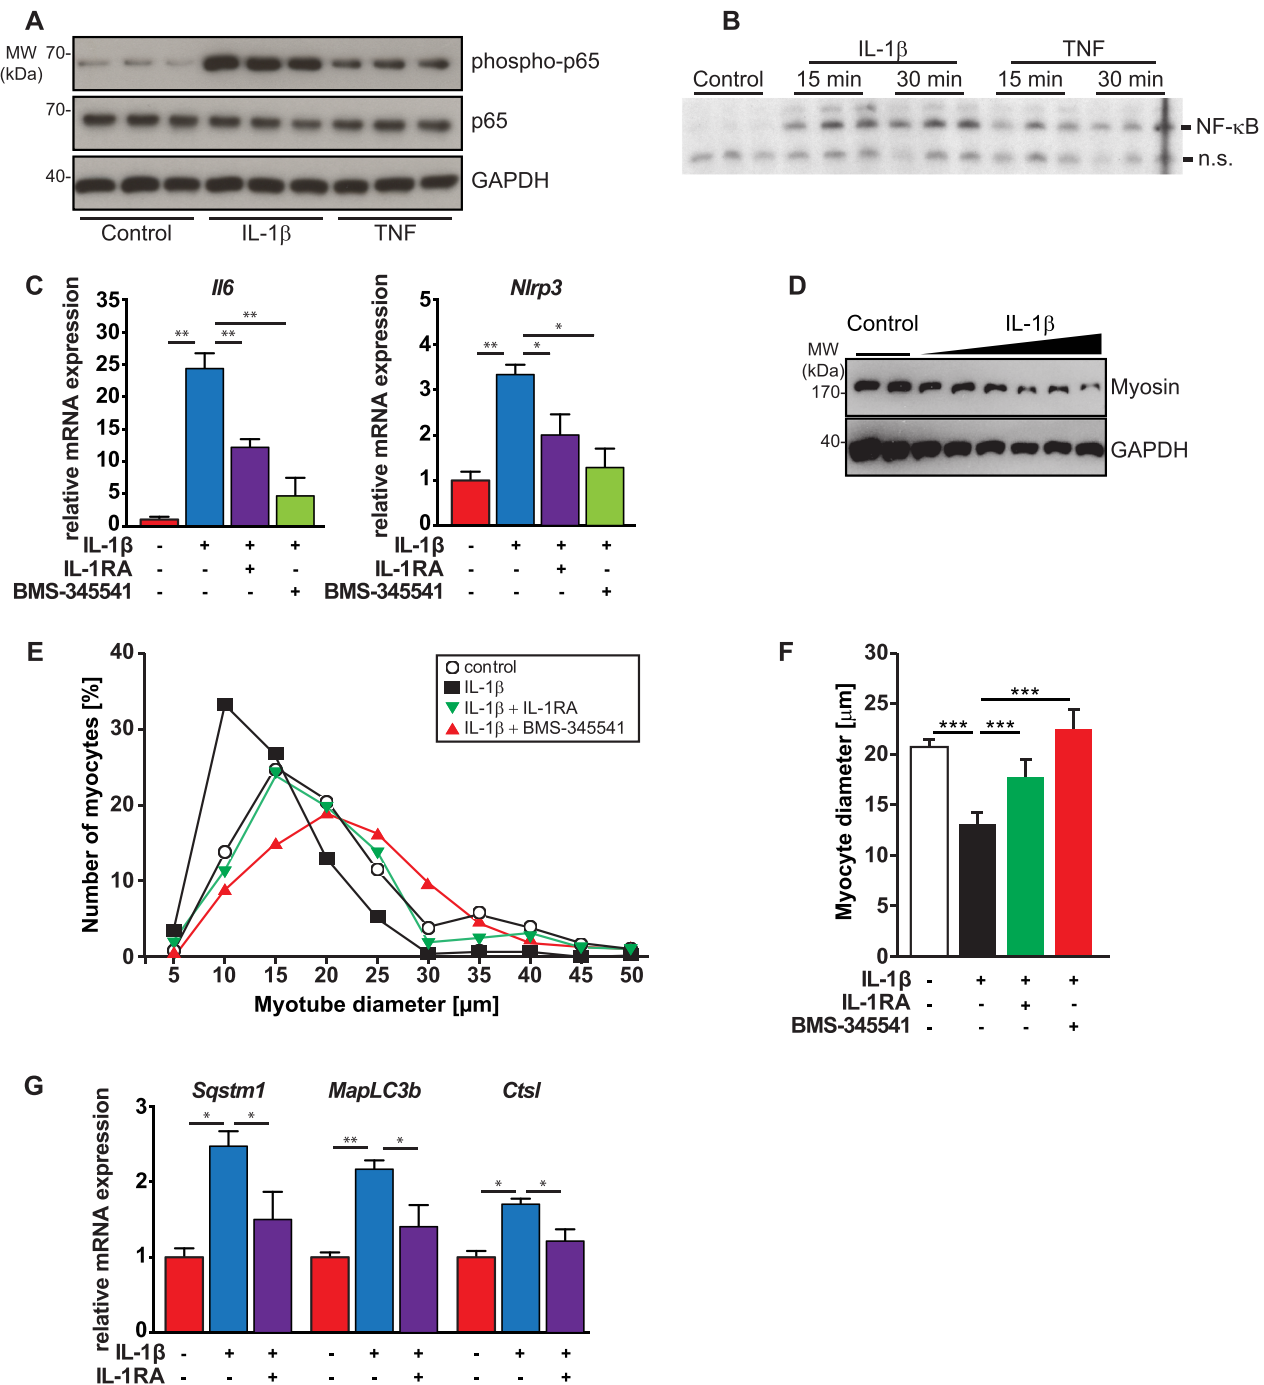 A
MW
(kDa)
70-
phospho-p65
70-
p65
40-
GAPDH
Control IL-1β TNF
B
IL-1β TNF
Control 15 min 30 min 15 min 30 min
NF-κB
n.s.
C
relative mRNA expression
Il6
35
30
25
20
15
10
5
0
** ** **
IL-1β - + + +
IL-1RA - - + -
BMS-345541 - - - +
relative mRNA expression
Nlrp3
5
4
3
2
1
0
** * *
IL-1β - + + +
IL-1RA - - + -
BMS-345541 - - - +
D
Control IL-1β
MW
(kDa)
170-
Myosin
40-
GAPDH
E
Number of myocytes [%]
40
30
20
10
0
control
IL-1β
IL-1β + IL-1RA
IL-1β + BMS-345541
5 10 15 20 25 30 35 40 45 50
Myotube diameter [µm]
F
Myocyte diameter [µm]
30
25
20
15
10
5
0
*** *** ***
IL-1β - + + +
IL-1RA - - + -
BMS-345541 - - - +
G
relative mRNA expression
Sqstm1 MapLC3b Ctsl
3
2
1
0
* * ** * * *
IL-1β - + + - + + - + +
IL-1RA - - + - - + - - +